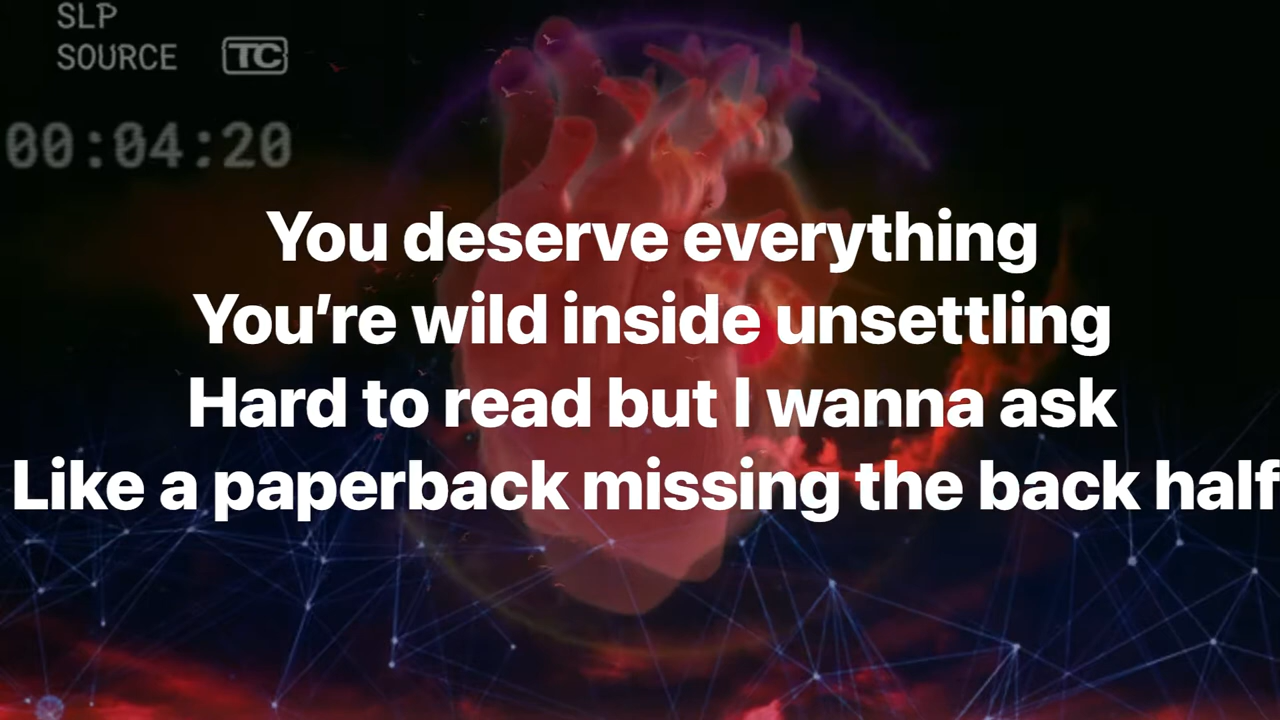 SLP
SOURCE TC
00:04:20
You deserve everything
You're wild inside unsettling
Hard to read but I wanna ask
Like a paperback missing the back half